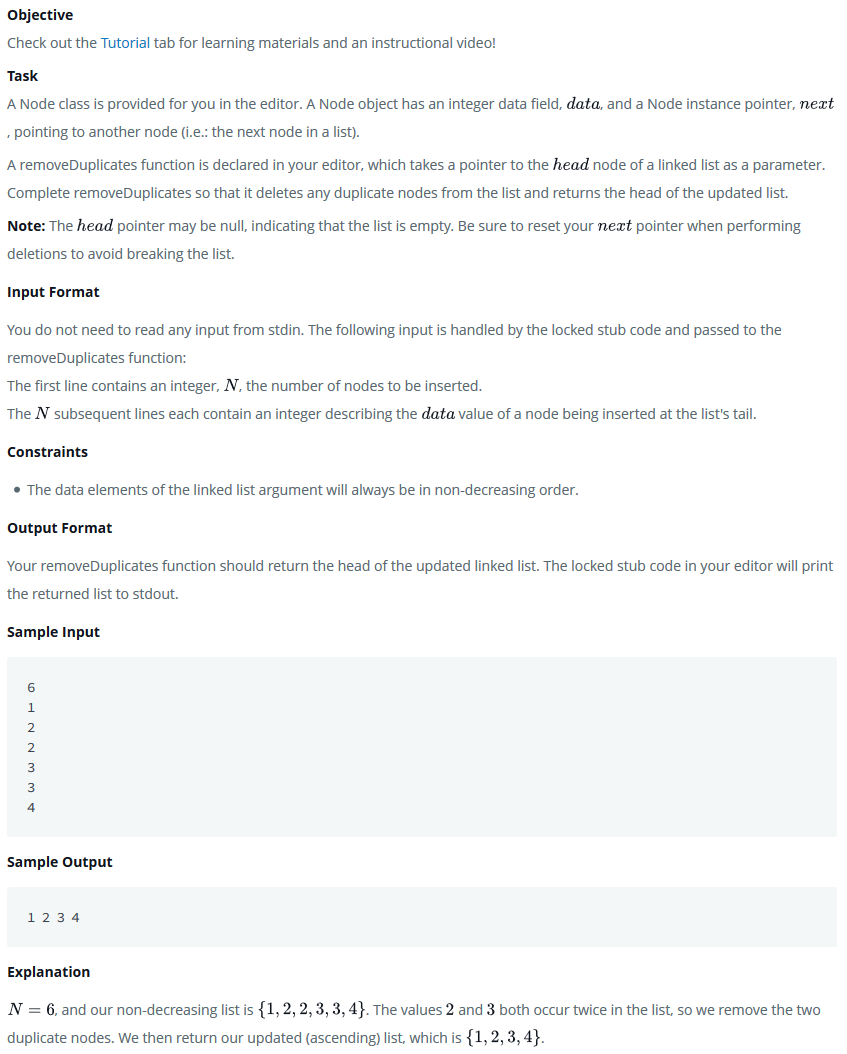 Objective
Check out the Tutorial tab for learning materials and an instructional video!
Task
A Node class is provided for you in the editor. A Node object has an integer data field, data, and a Node instance pointer, next
, pointing to another node (i.e.: the next node in a list).
A removeDuplicates function is declared in your editor, which takes a pointer to the head node of a linked list as a parameter.
Complete removeDuplicates so that it deletes any duplicate nodes from the list and returns the head of the updated list.
Note: The head pointer may be null, indicating that the list is empty. Be sure to reset your next pointer when performing
deletions to avoid breaking the list.
Input Format
You do not need to read any input from stdin. The following input is handled by the locked stub code and passed to the
removeDuplicates function:
The first line contains an integer, N, the number of nodes to be inserted.
The N subsequent lines each contain an integer describing the data value of a node being inserted at the list's tail.
Constraints
• The data elements of the linked list argument will always be in non-decreasing order.
Output Format
Your removeDuplicates function should return the head of the updated linked list. The locked stub code in your editor will print
the returned list to stdout.
Sample Input
6
1
2
2
3
3
4
Sample Output
1 2 3 4
Explanation
N = 6, and our non-decreasing list is {1, 2, 2, 3, 3, 4}. The values 2 and 3 both occur twice in the list, so we remove the two
duplicate nodes. We then return our updated (ascending) list, which is {1, 2, 3, 4}.